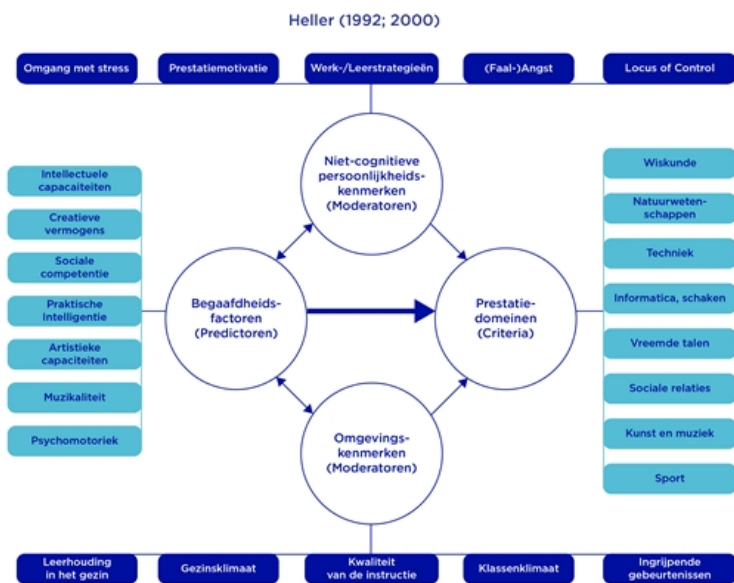 Heller (1992; 2000)
Omgang met stress
Prestatiemotivatie
Werk-/Leerstrategieën
(Faal-)Angst
Locus of Control
Niet-cognitieve
persoonlijkheids-
kenmerken
(Moderatoren)
Intellectuele
capacaiteiten
Creatieve
vermogens
Sociale
competentie
Praktische
Intelligentie
Artistieke
capaciteiten
Muzikaliteit
Psychomotoriek
Begaafdheids-
factoren
(Predictoren)
Prestatie-
domeinen
(Criteria)
Wiskunde
Natuurweten-
schappen
Techniek
Informatica, schaken
Vreemde talen
Sociale relaties
Kunst en muziek
Sport
Omgevings-
kenmerken
(Moderatoren)
Leerhouding
in het gezin
Gezinsklimaat
Kwaliteit
van de instructie
Klassenklimaat
Ingrijpende
gebeurtenissen